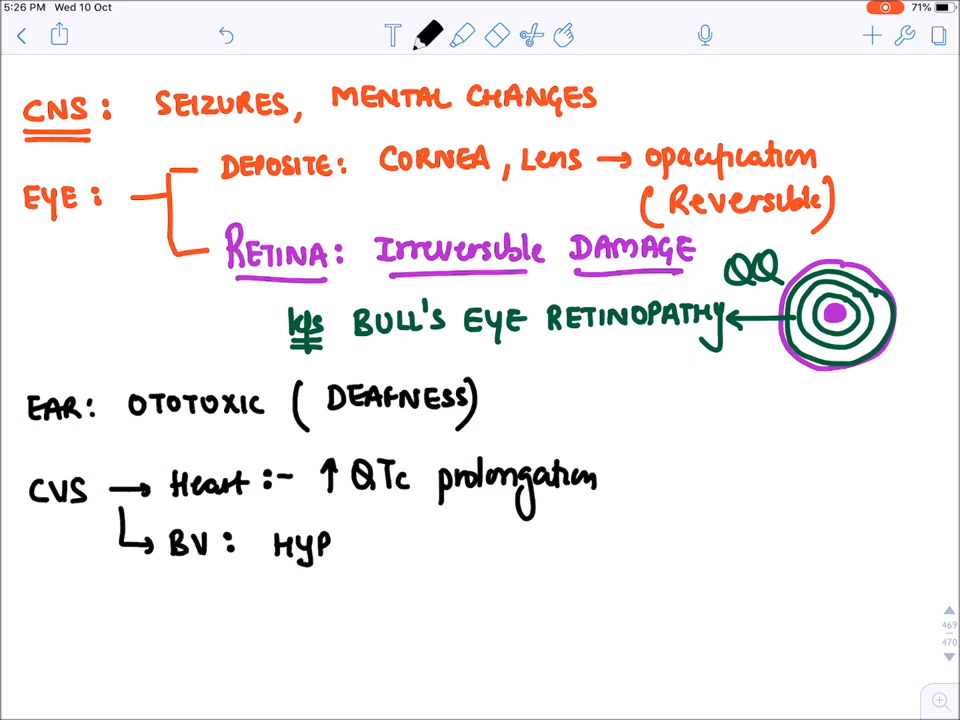 5:26 PM Wed 10 Oct 71%
T
CNS: SEIZURES, MENTAL CHANGES
EYE: DEPOSITE: CORNEA, Lens → opacification
(Reversible)
RETINA: Irreversible DAMAGE
QQ
k/s BULL'S EYE RETINOPATHY ←
EAR: OTOTOXIC (DEAFNESS)
CVS → Heart :- ↑ QTc prolongation
→ BV: HYP
469
470